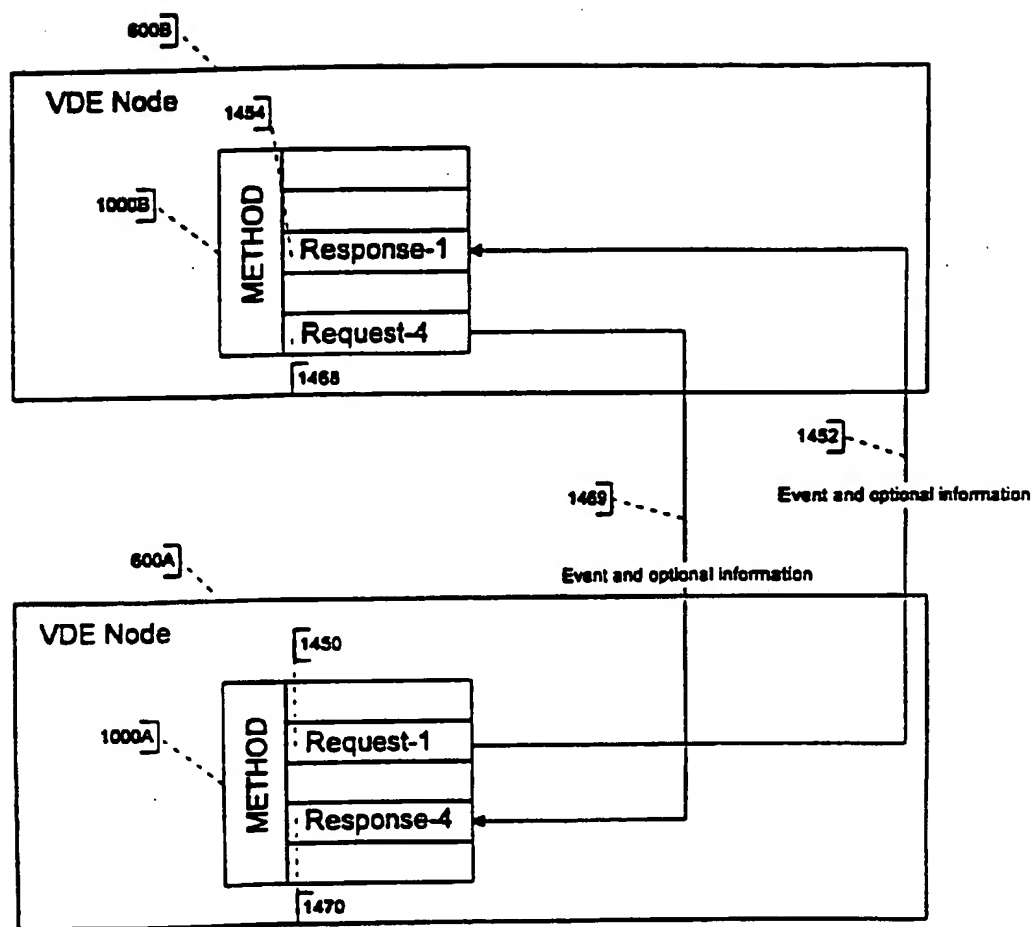 600B
VDE Node
1454
1000B
METHOD
Response-1
Request-4
1468
1452
1469
Event and optional information
600A
Event and optional information
VDE Node
1450
1000A
METHOD
Request-1
Response-4
1470